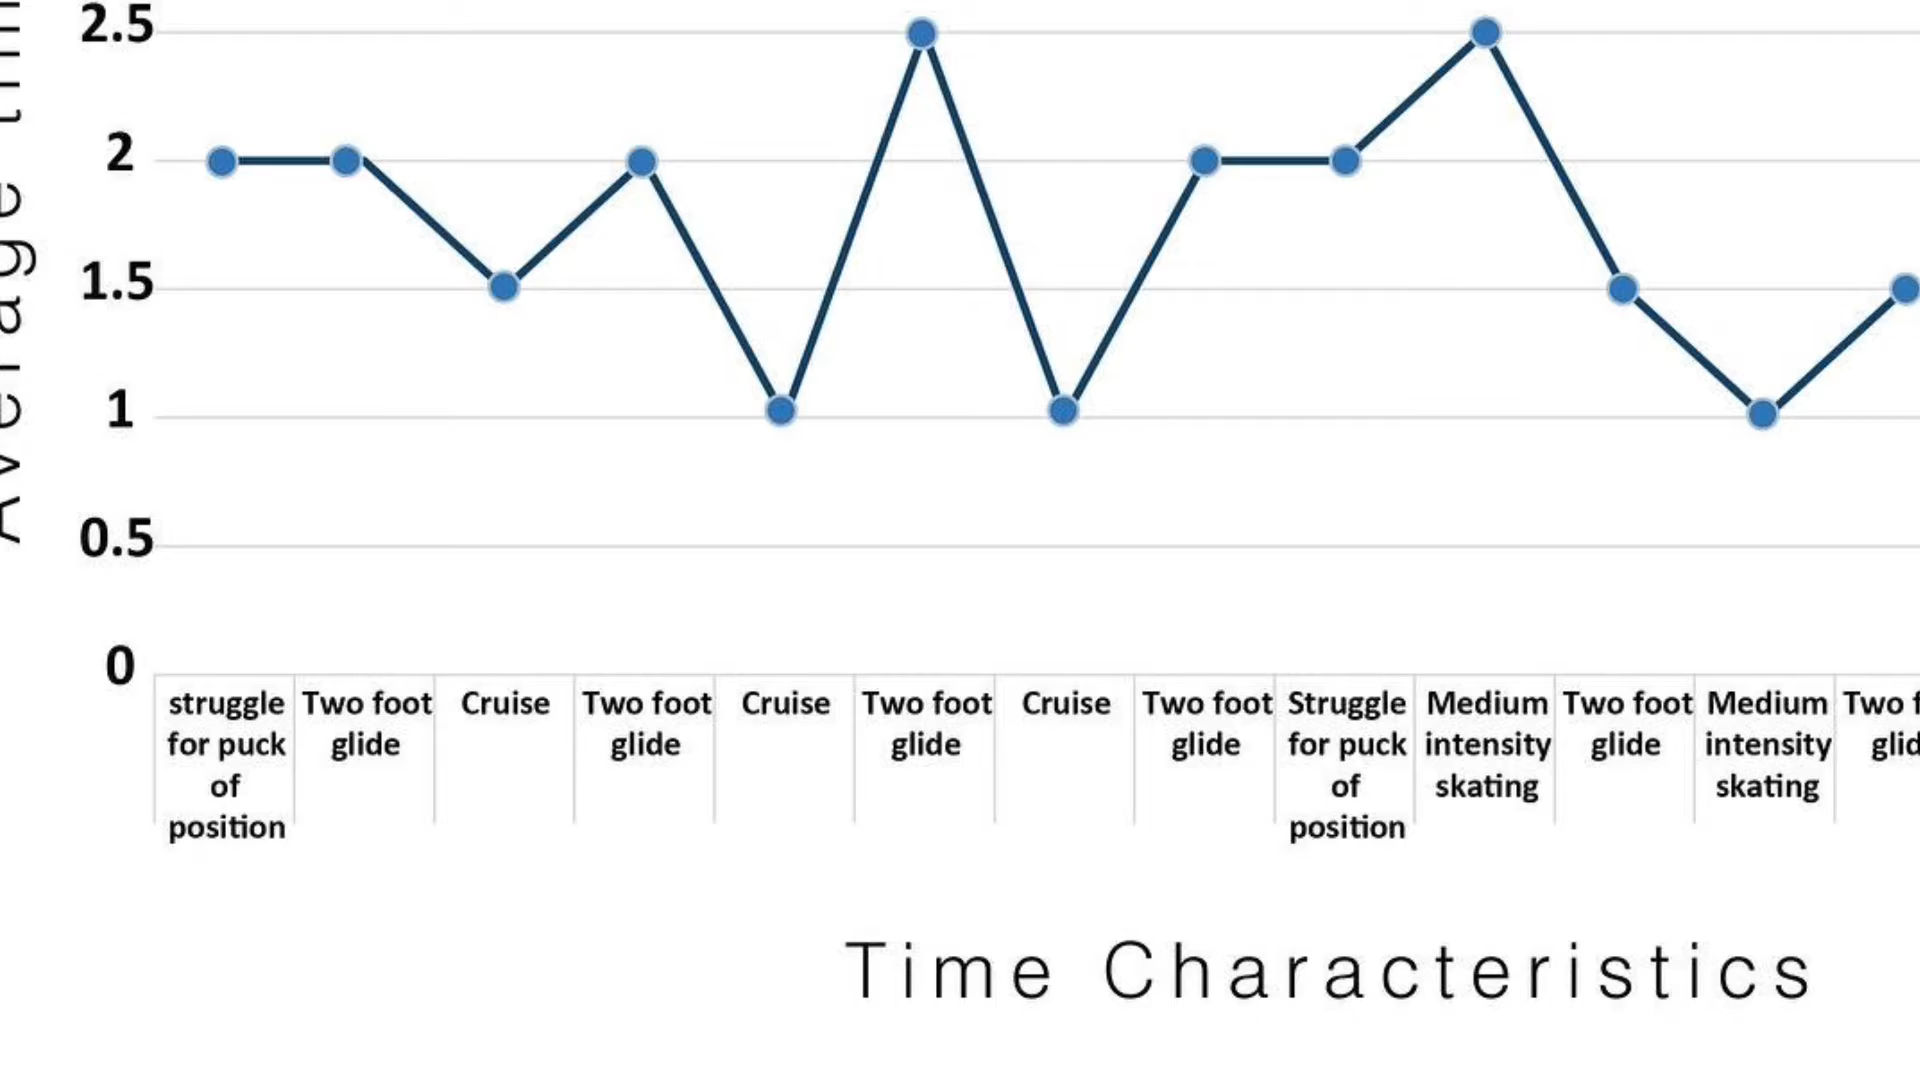 2.5
2
1.5
1
0.5
0
Average
struggle
for puck
of
position
Two foot
glide
Cruise
Two foot
glide
Cruise
Two foot
glide
Cruise
Two foot
glide
Struggle
for puck
of
position
Medium
intensity
skating
Two foot
glide
Medium
intensity
skating
Two
Time Characteristics